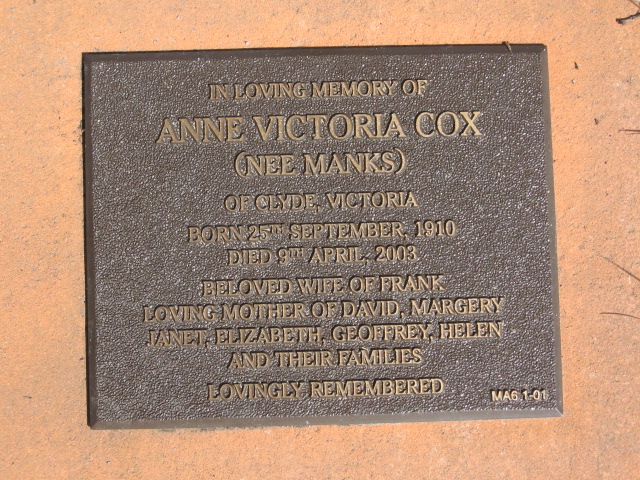 IN LOVING MEMORY OF
ANNE VICTORIA COX
(NEE MANKS)
OF CLYDE, VICTORIA
BORN 25TH SEPTEMBER, 1910
DIED 9TH APRIL, 2003
BELOVED WIFE OF FRANK
LOVING MOTHER OF DAVID, MARGERY
JANET, ELIZABETH, GEOFFREY, HELEN
AND THEIR FAMILIES
LOVINGLY REMEMBERED
MA6.1-01